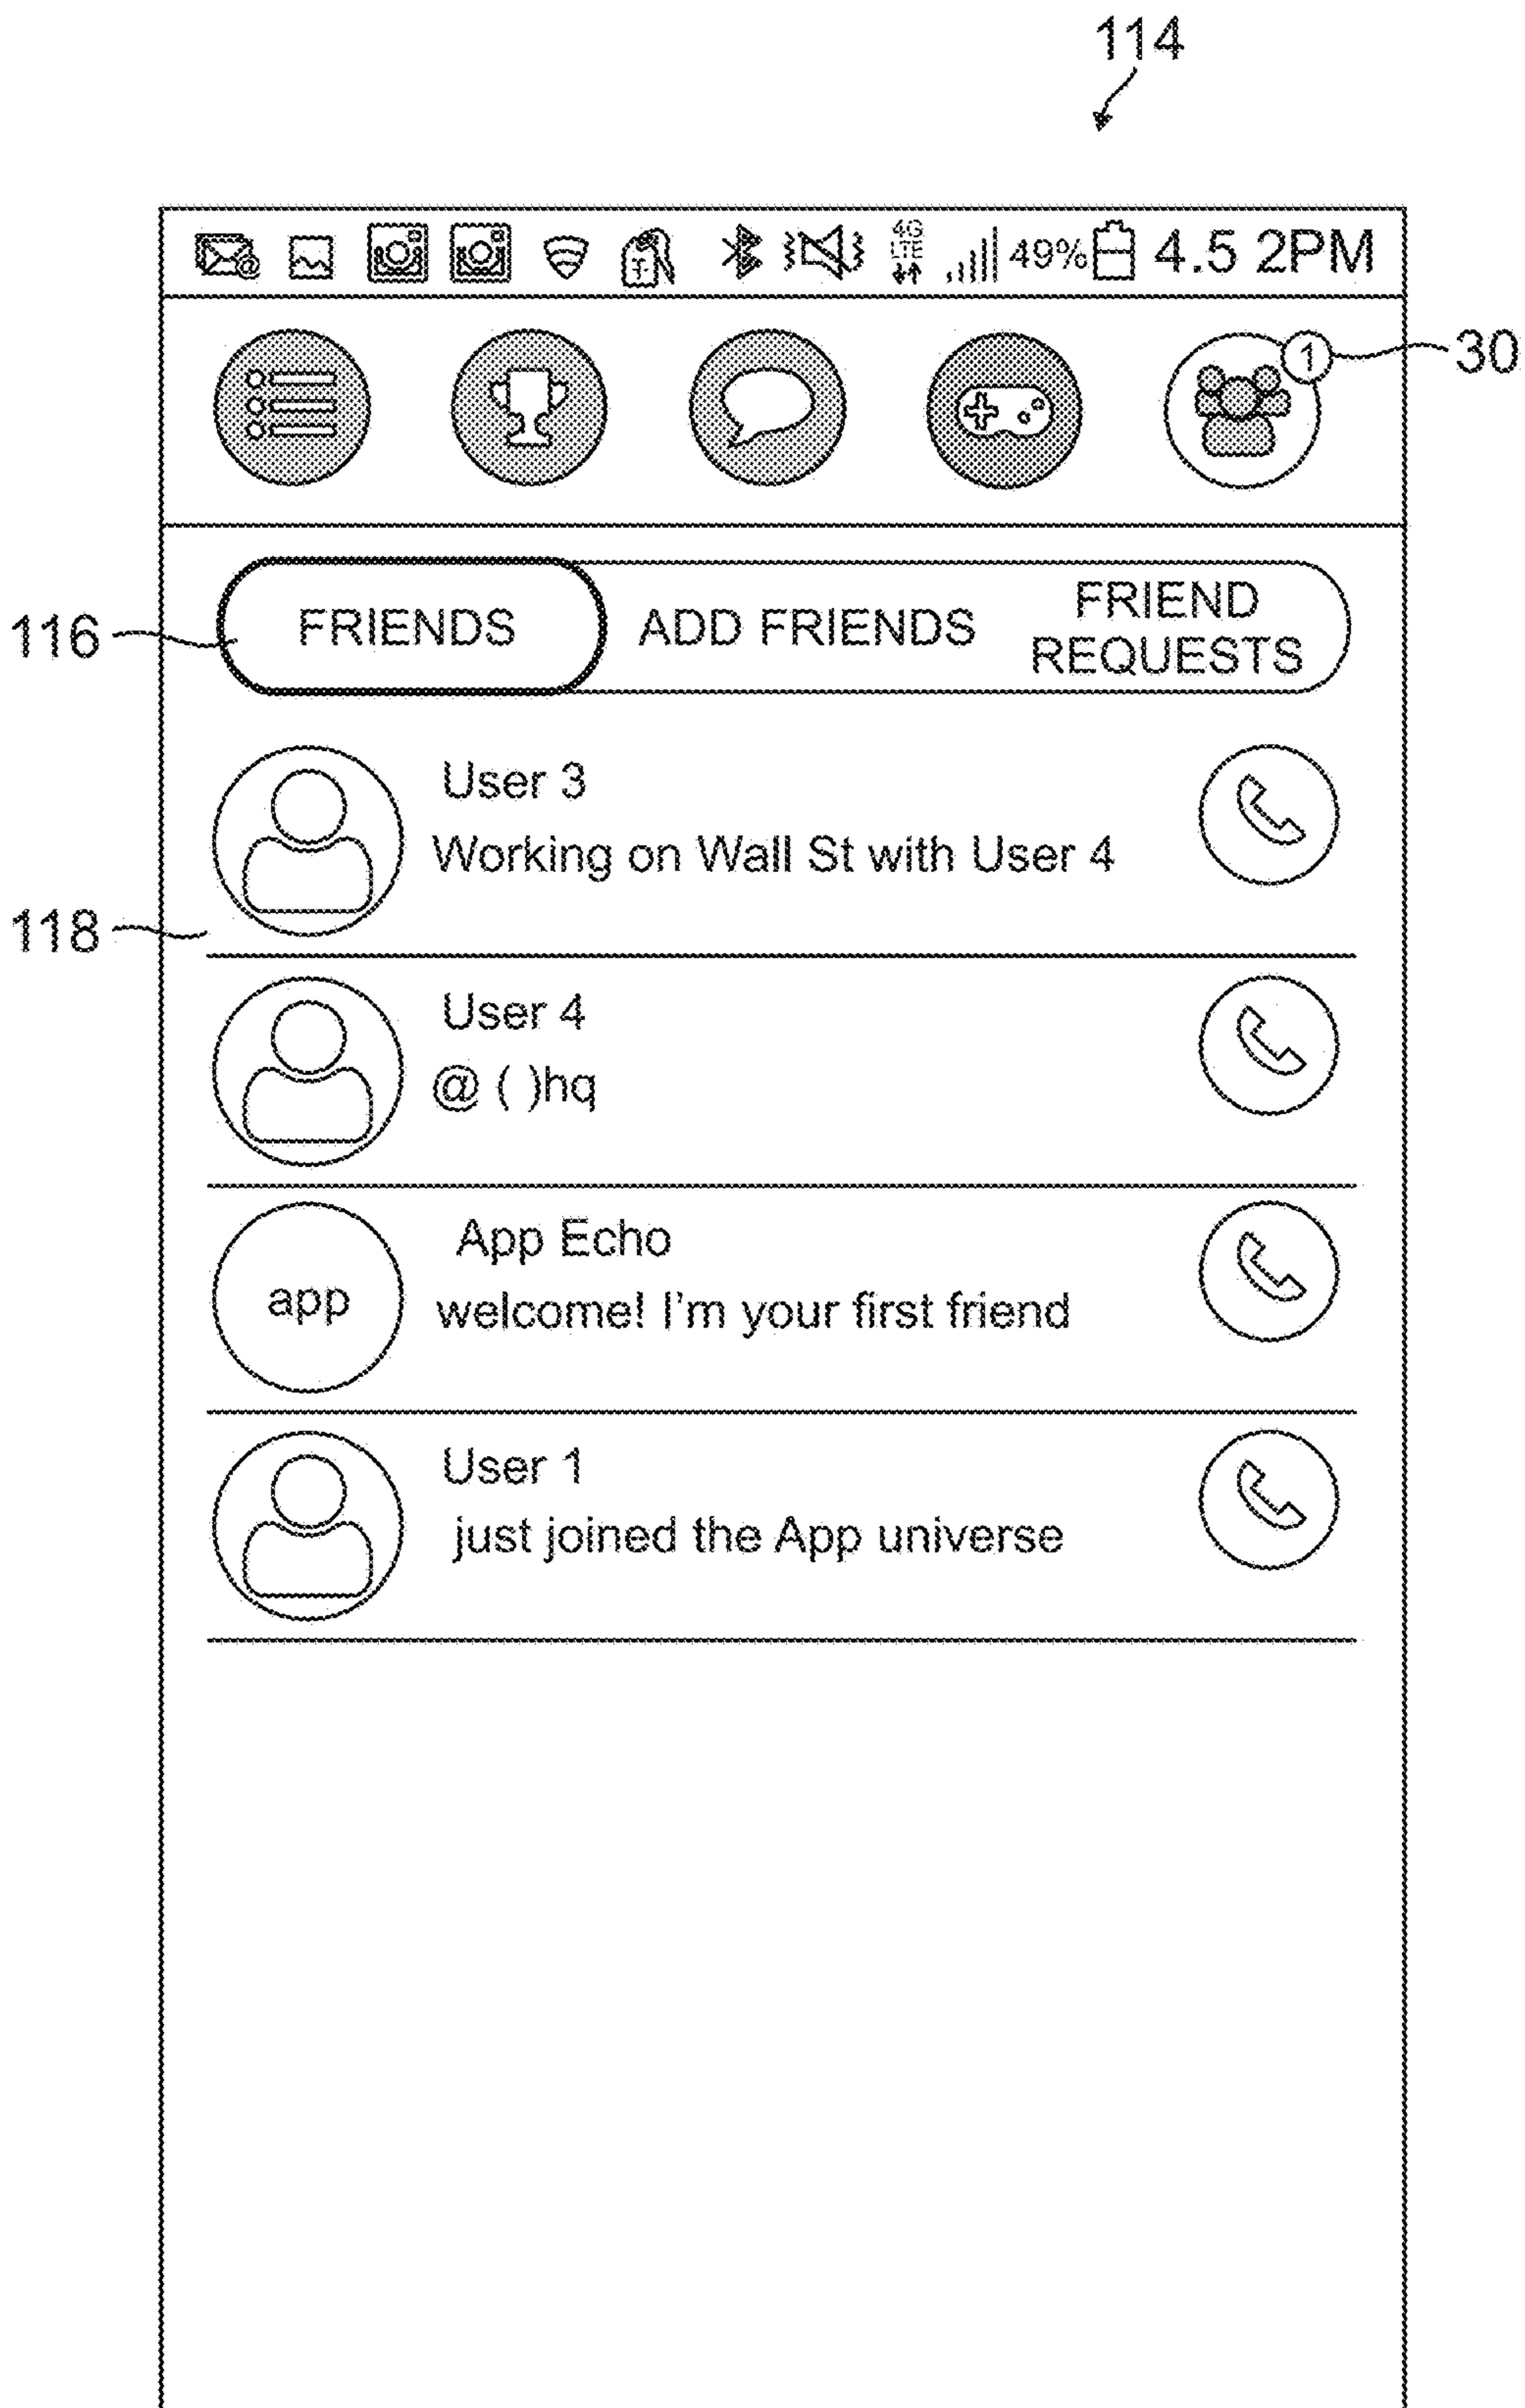 114
4G
LTE
49%
4.5 2PM
1
30
116
FRIENDS
ADD FRIENDS
FRIEND
REQUESTS
User 3
Working on Wall St with User 4
118
User 4
@ ( )hq
app
App Echo
welcome! I'm your first friend
User 1
just joined the App universe